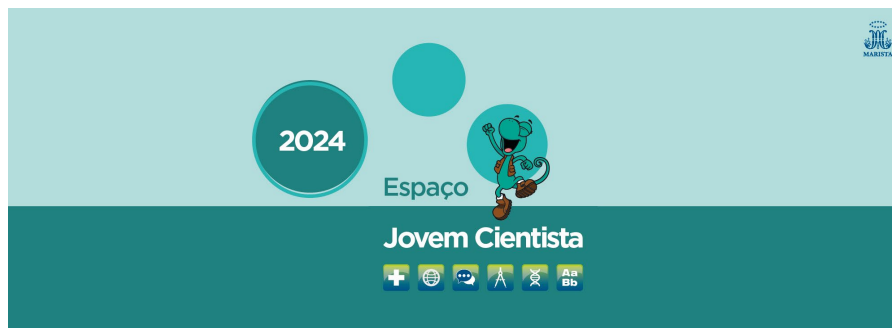 MARISTA
2024
Espaço
Jovem Cientista
Aa
Bb